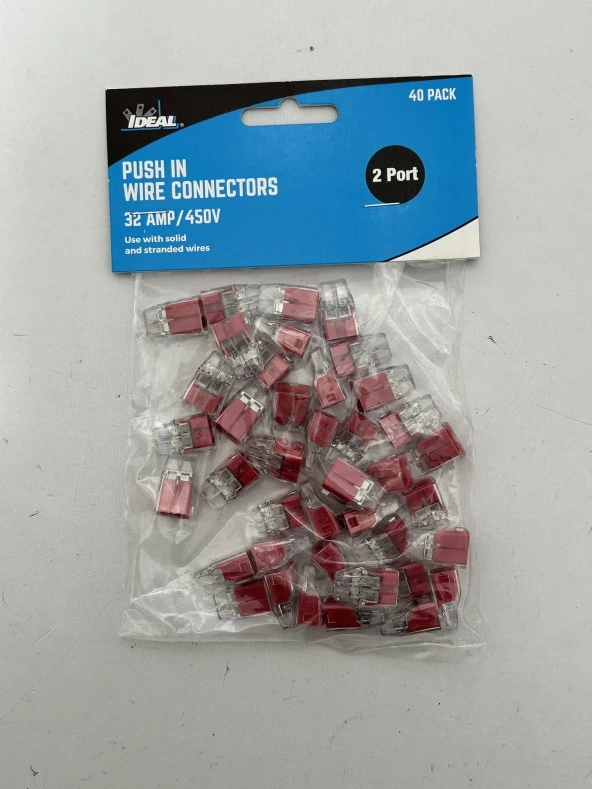 IDEAL®
40 PACK
PUSH IN
WIRE CONNECTORS
2 Port
32 AMP/450V
Use with solid
and stranded wires